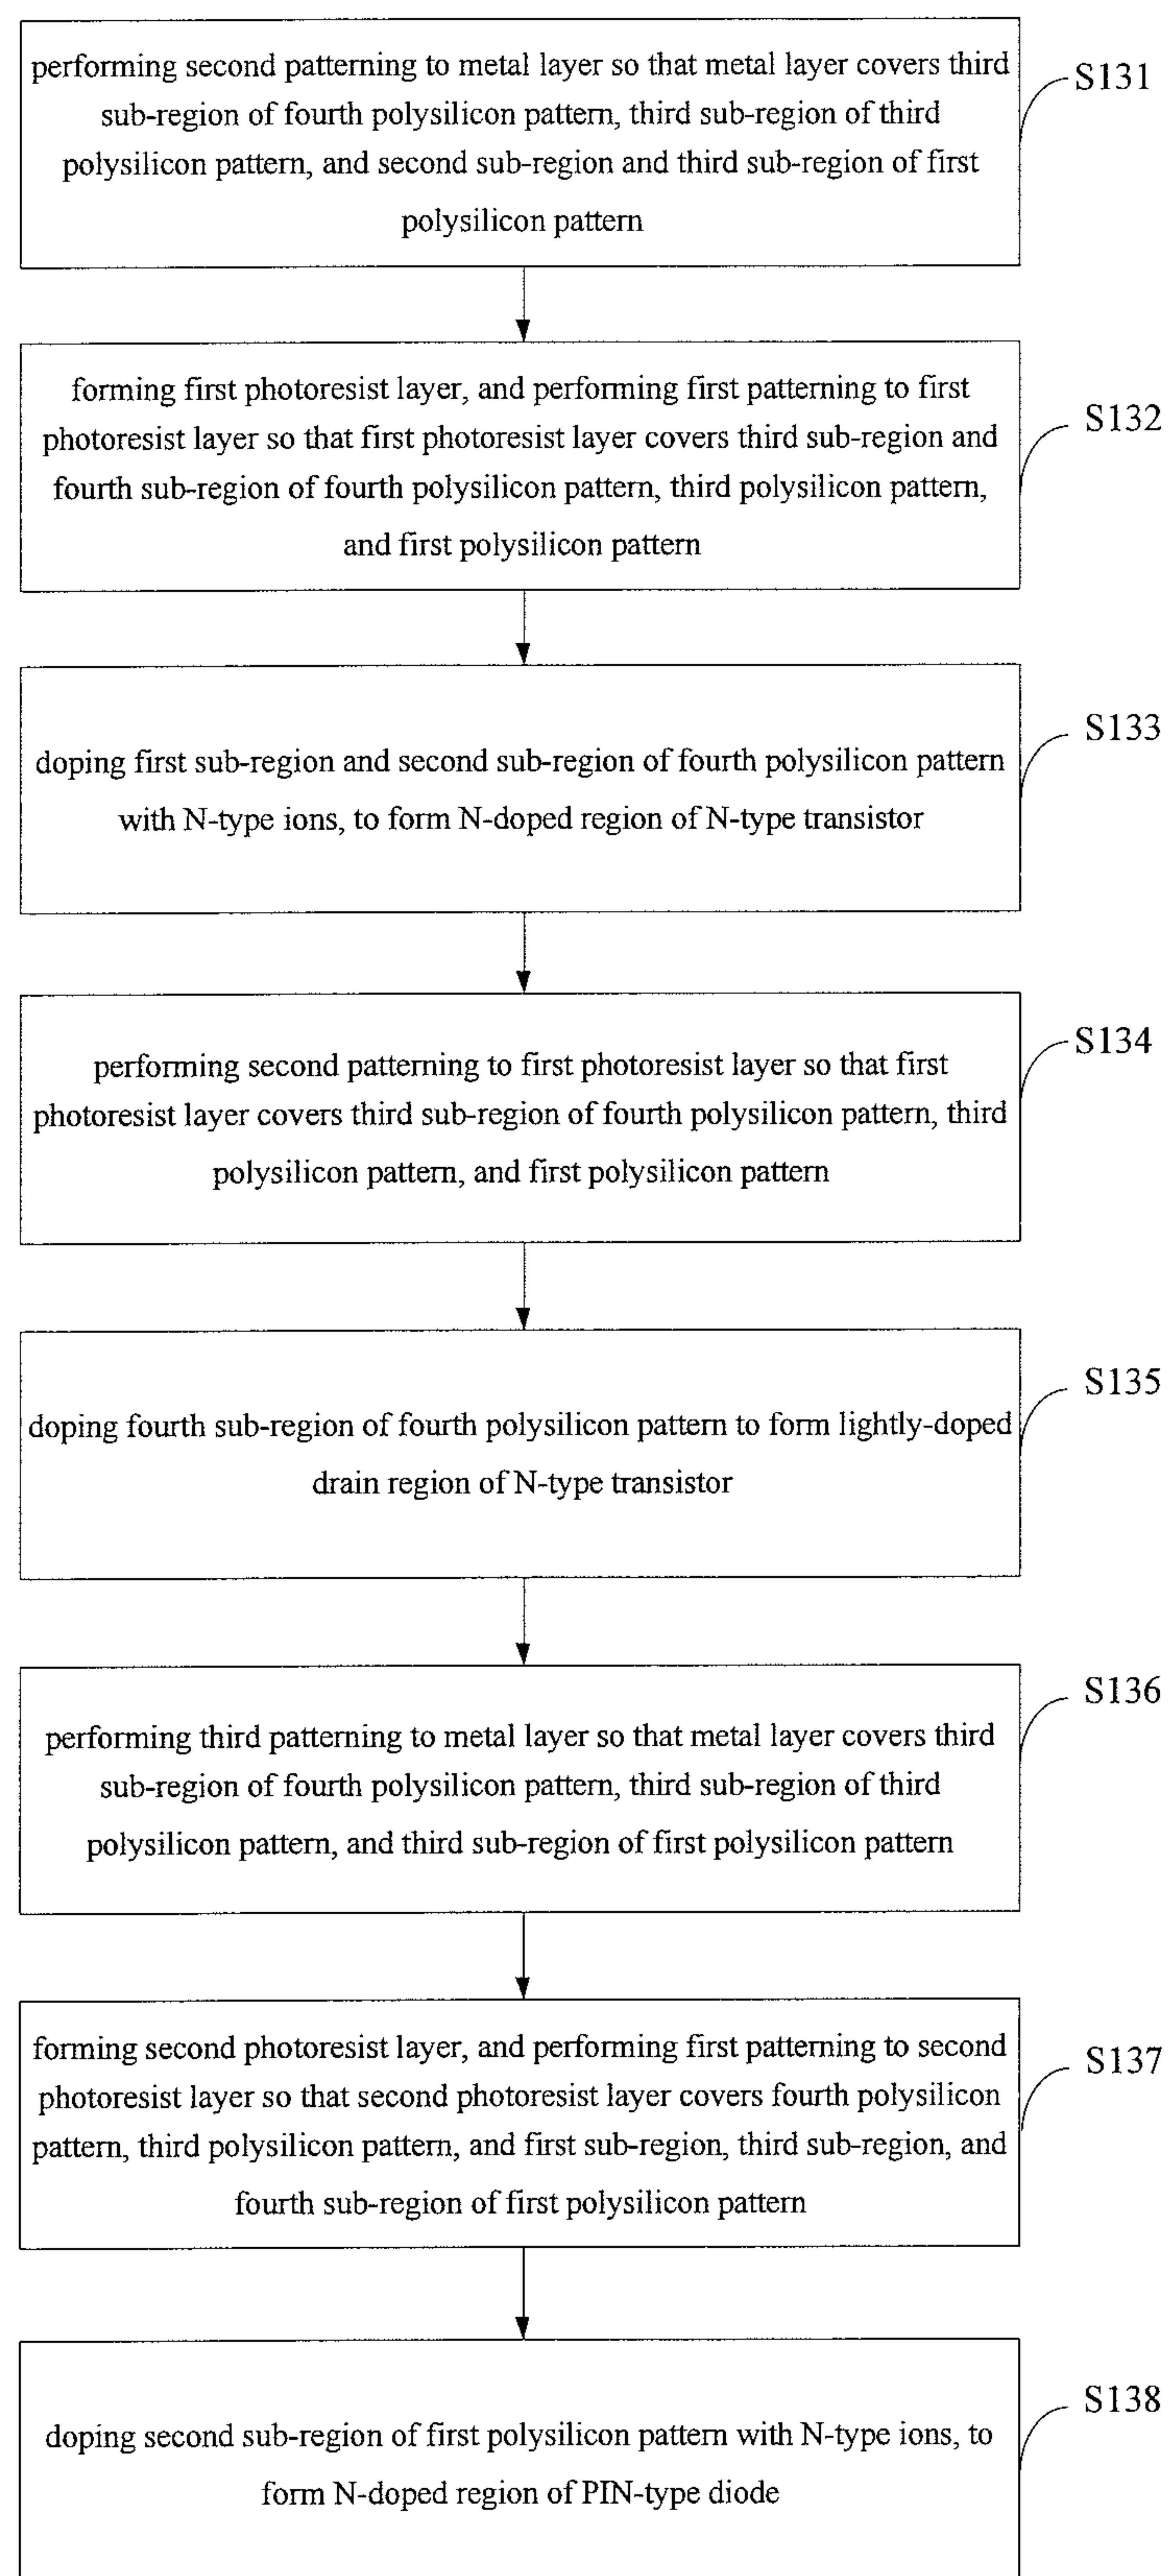 performing second patterning to metal layer so that metal layer covers third
sub-region of fourth polysilicon pattern, third sub-region of third
polysilicon pattern, and second sub-region and third sub-region of first
polysilicon pattern
S131
forming first photoresist layer, and performing first patterning to first
photoresist layer so that first photoresist layer covers third sub-region and
fourth sub-region of fourth polysilicon pattern, third polysilicon pattern,
and first polysilicon pattern
S132
doping first sub-region and second sub-region of fourth polysilicon pattern
with N-type ions, to form N-doped region of N-type transistor
S133
performing second patterning to first photoresist layer so that first
photoresist layer covers third sub-region of fourth polysilicon pattern, third
polysilicon pattern, and first polysilicon pattern
S134
doping fourth sub-region of fourth polysilicon pattern to form lightly-doped
drain region of N-type transistor
S135
performing third patterning to metal layer so that metal layer covers third
sub-region of fourth polysilicon pattern, third sub-region of third
polysilicon pattern, and third sub-region of first polysilicon pattern
S136
forming second photoresist layer, and performing first patterning to second
photoresist layer so that second photoresist layer covers fourth polysilicon
pattern, third polysilicon pattern, and first sub-region, third sub-region, and
fourth sub-region of first polysilicon pattern
S137
doping second sub-region of first polysilicon pattern with N-type ions, to
form N-doped region of PIN-type diode
S138